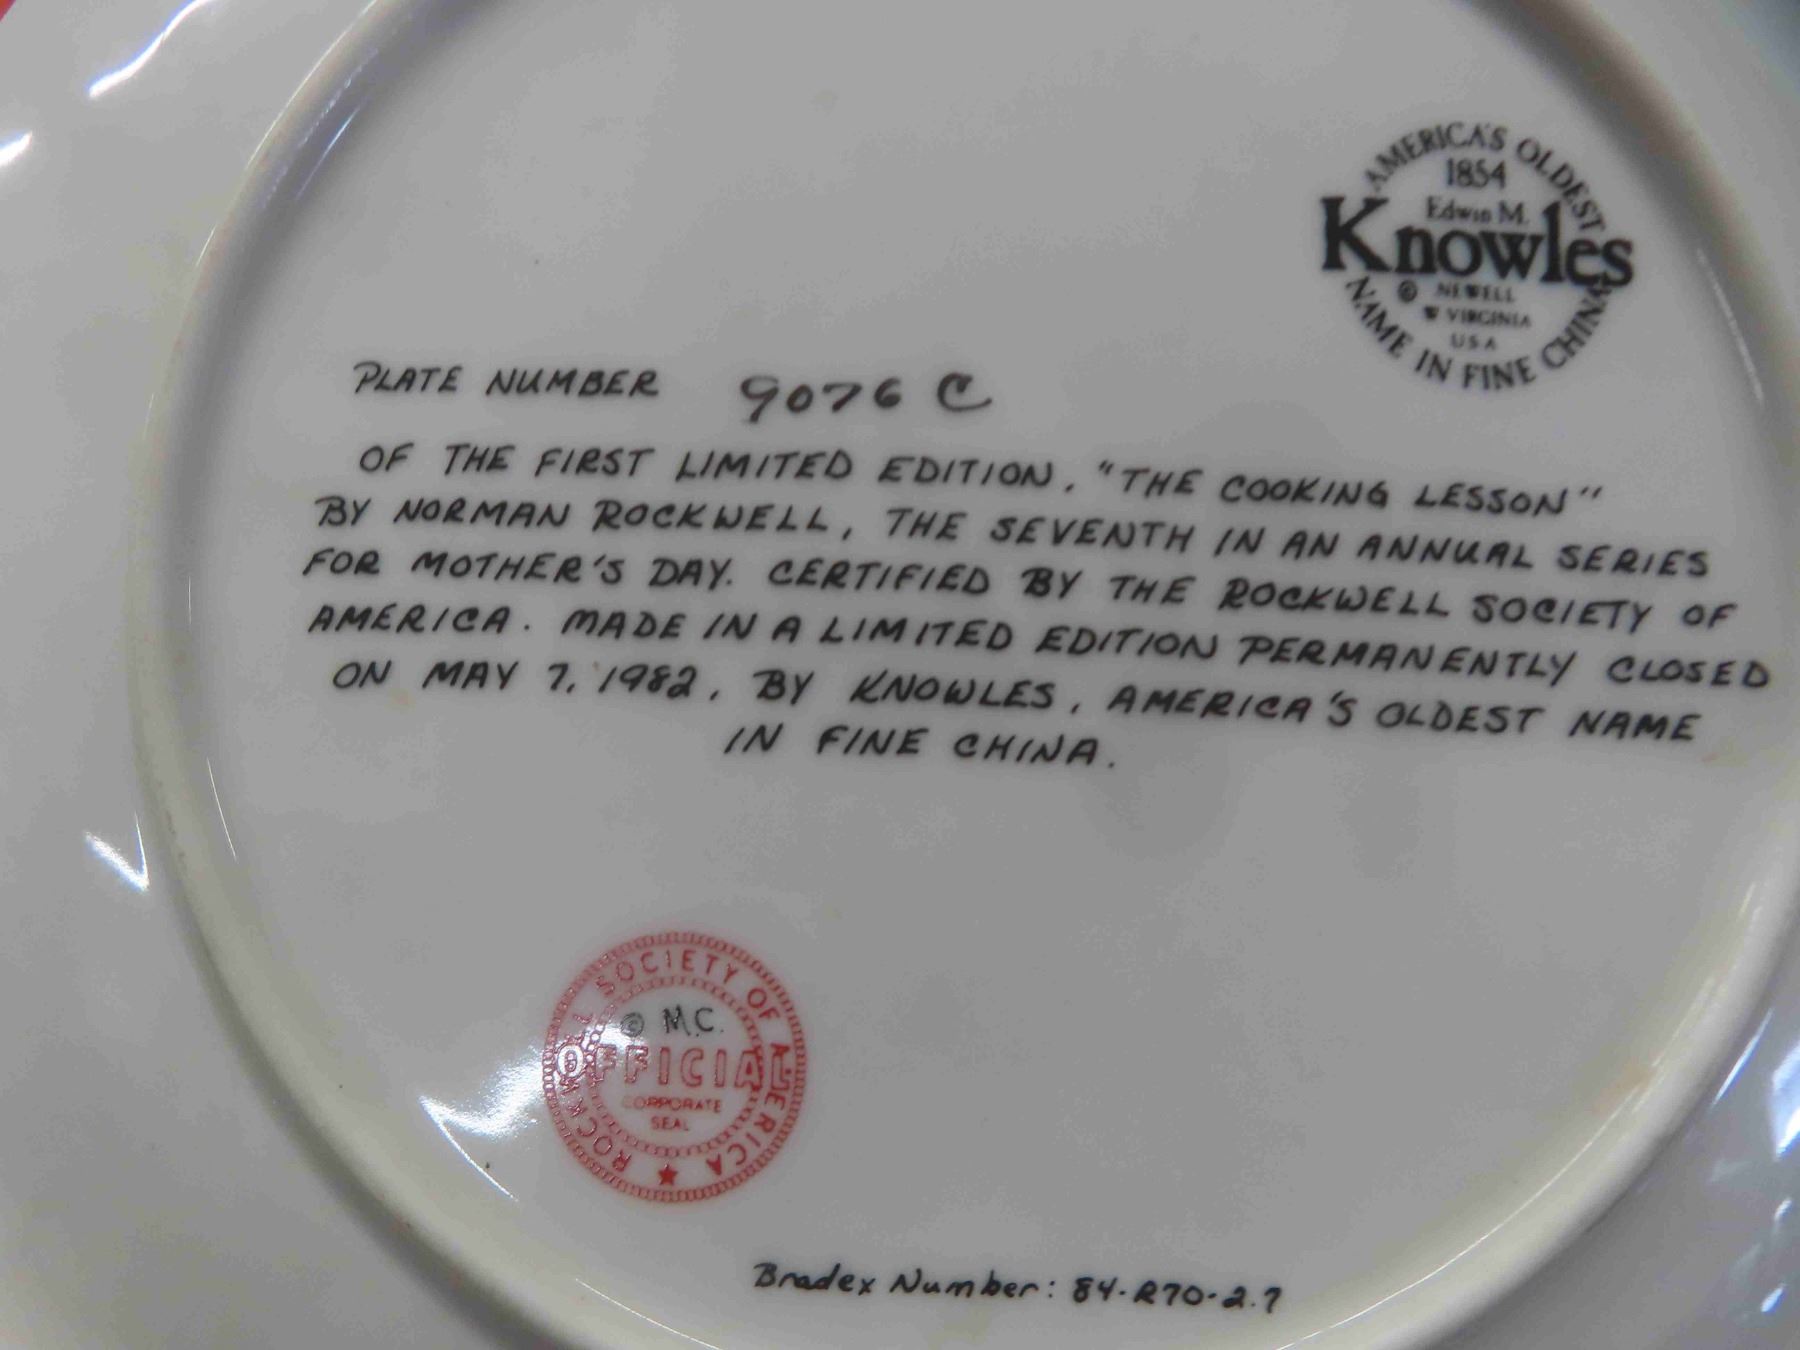 AMERICA'S OLDEST
1854
Edwin M.
Knowles
© NEWELL
W VIRGINIA
USA
NAME IN FINE CHINA
PLATE NUMBER 9076 C
OF THE FIRST LIMITED EDITION, "THE COOKING LESSON"
BY NORMAN ROCKWELL, THE SEVENTH IN AN ANNUAL SERIES
FOR MOTHER'S DAY. CERTIFIED BY THE ROCKWELL SOCIETY OF
AMERICA. MADE IN A LIMITED EDITION PERMANENTLY CLOSED
ON MAY 7, 1982, BY KNOWLES, AMERICA'S OLDEST NAME
IN FINE CHINA.
ROCKWELL SOCIETY OF AMERICA
© M.C.
OFFICIAL
CORPORATE
SEAL
Bradex Number: 84-R70-2.7